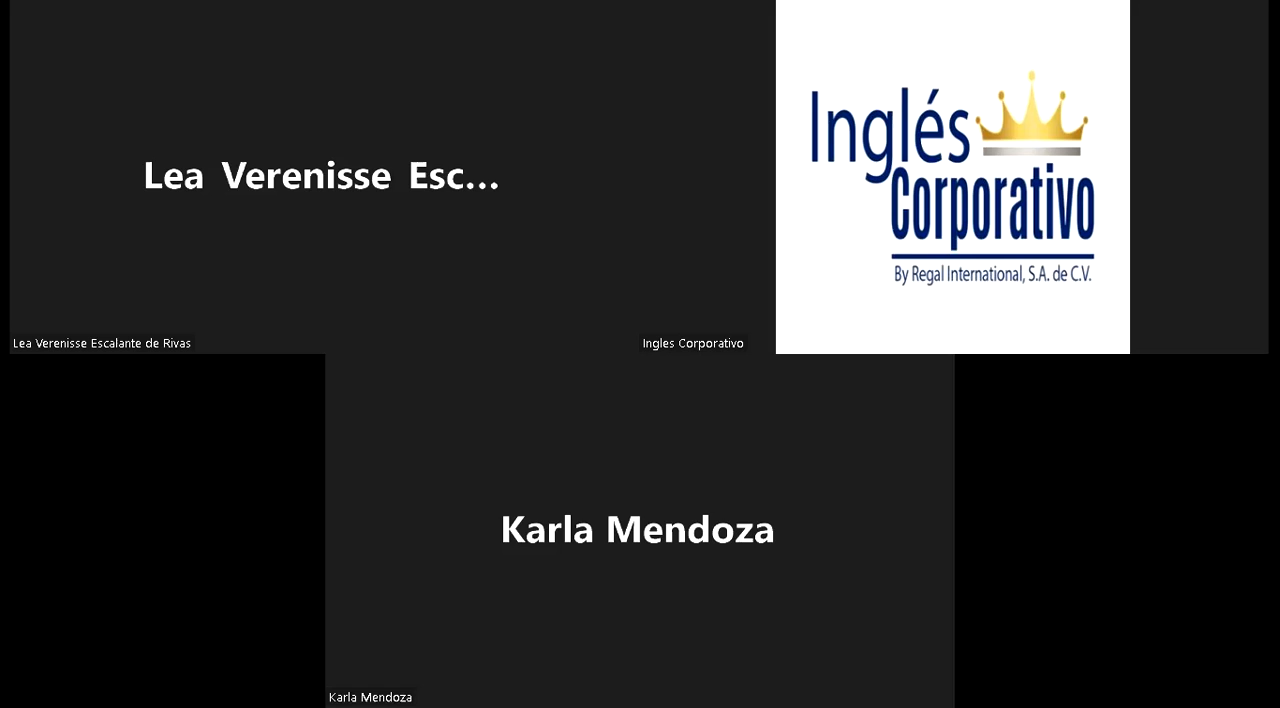 Lea Verenisse Esc...
Lea Verenisse Escalante de Rivas
Inglés
Corporativo
By Regal International, S.A. de C.V.
Ingles Corporativo
Karla Mendoza
Karla Mendoza